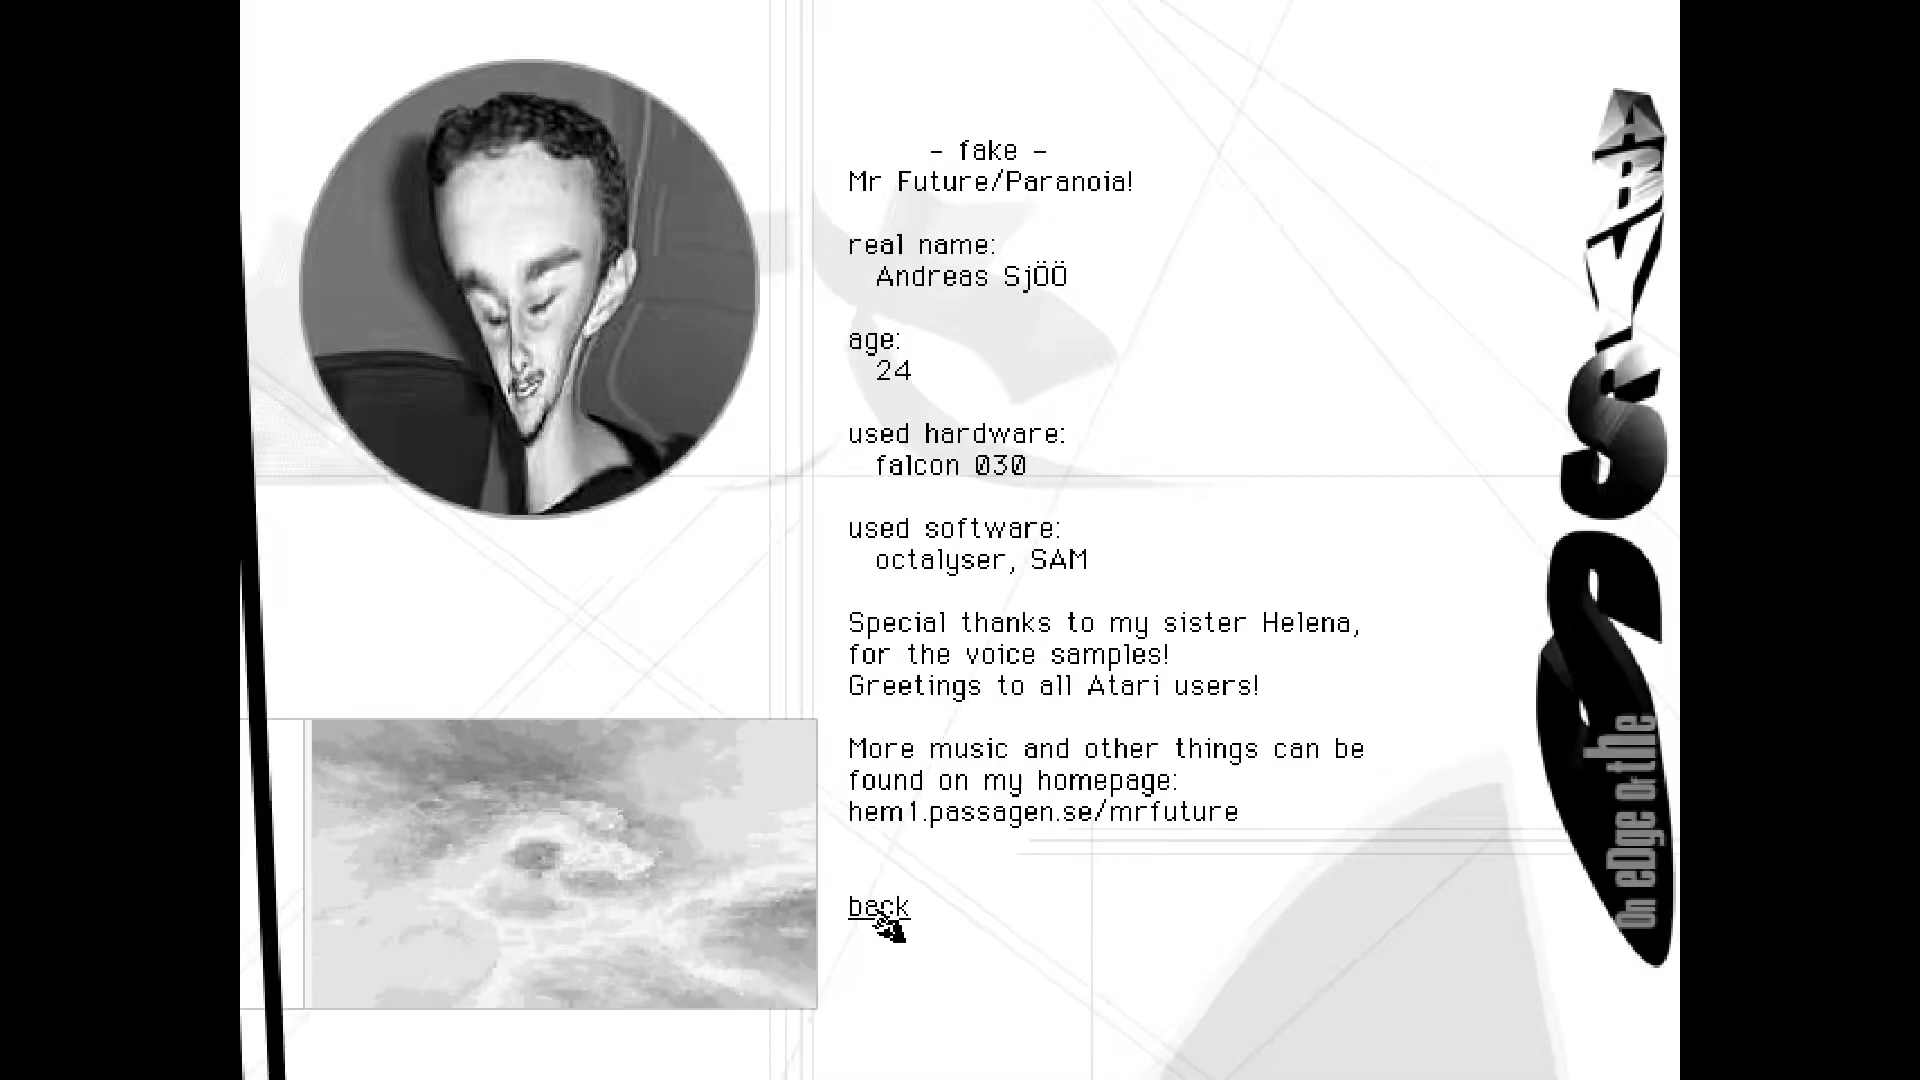 - fake -
Mr Future/Paranoia!
real name:
Andreas SjÖÖ
age:
24
used hardware:
falcon 030
used software:
octalyser, SAM
Special thanks to my sister Helena,
for the voice samples!
Greetings to all Atari users!
More music and other things can be
found on my homepage:
hem1.passagen.se/mrfuture
back
ABYSS
On eDge Of the